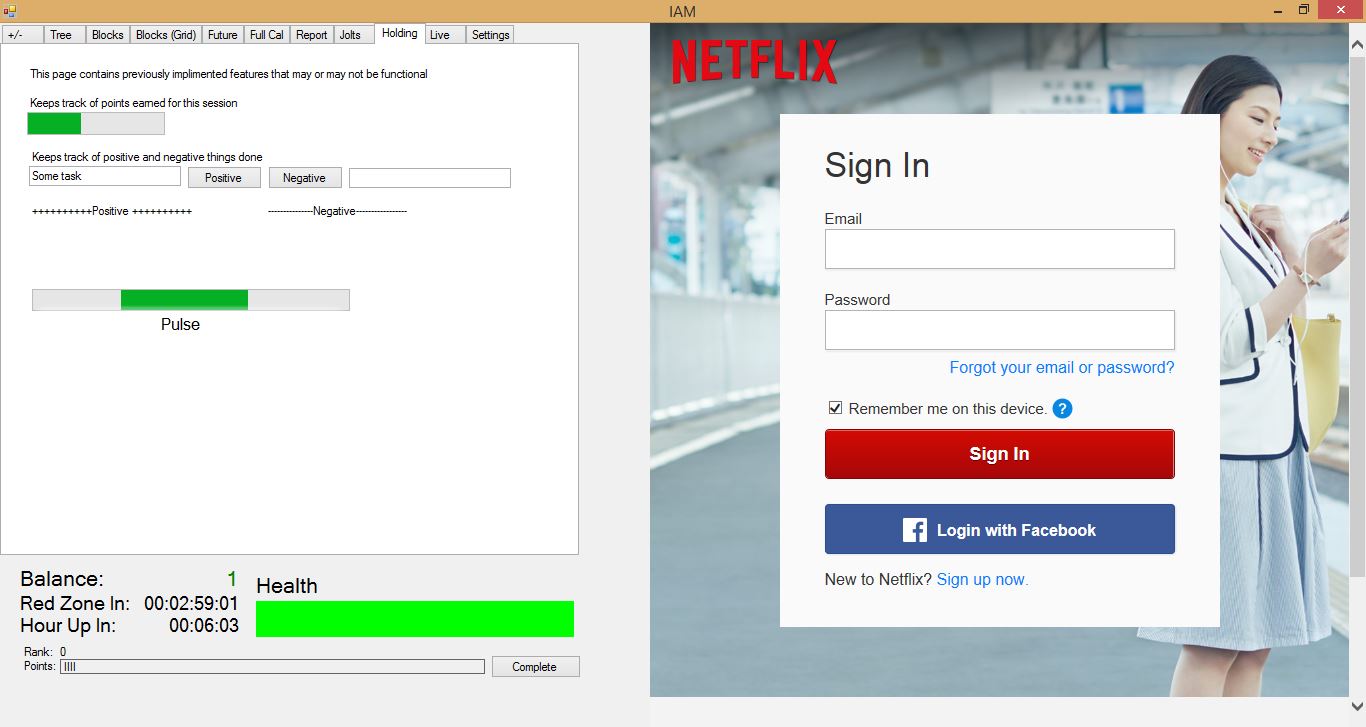 IAM
+/- Tree Blocks Blocks (Grid) Future Full Cal Report Jolts Holding Live Settings
This page contains previously implimented features that may or may not be functional
Keeps track of points earned for this session
Keeps track of positive and negative things done
Some task Positive Negative
++++++++++Positive ++++++++++ ---------------Negative-----------------
Pulse
Balance: 1
Red Zone In: 00:02:59:01
Hour Up In: 00:06:03
Health
Rank: 0
Points: IIII
Complete
NETFLIX
Sign In
Email
Password
Forgot your email or password?
Remember me on this device. ?
Sign In
f Login with Facebook
New to Netflix? Sign up now.